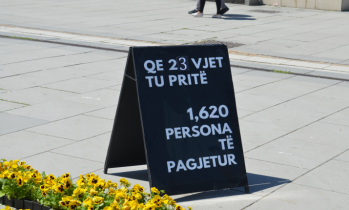 QE 23 VJET
TU PRITË
1,620
PERSONA
TË
PAGJETUR